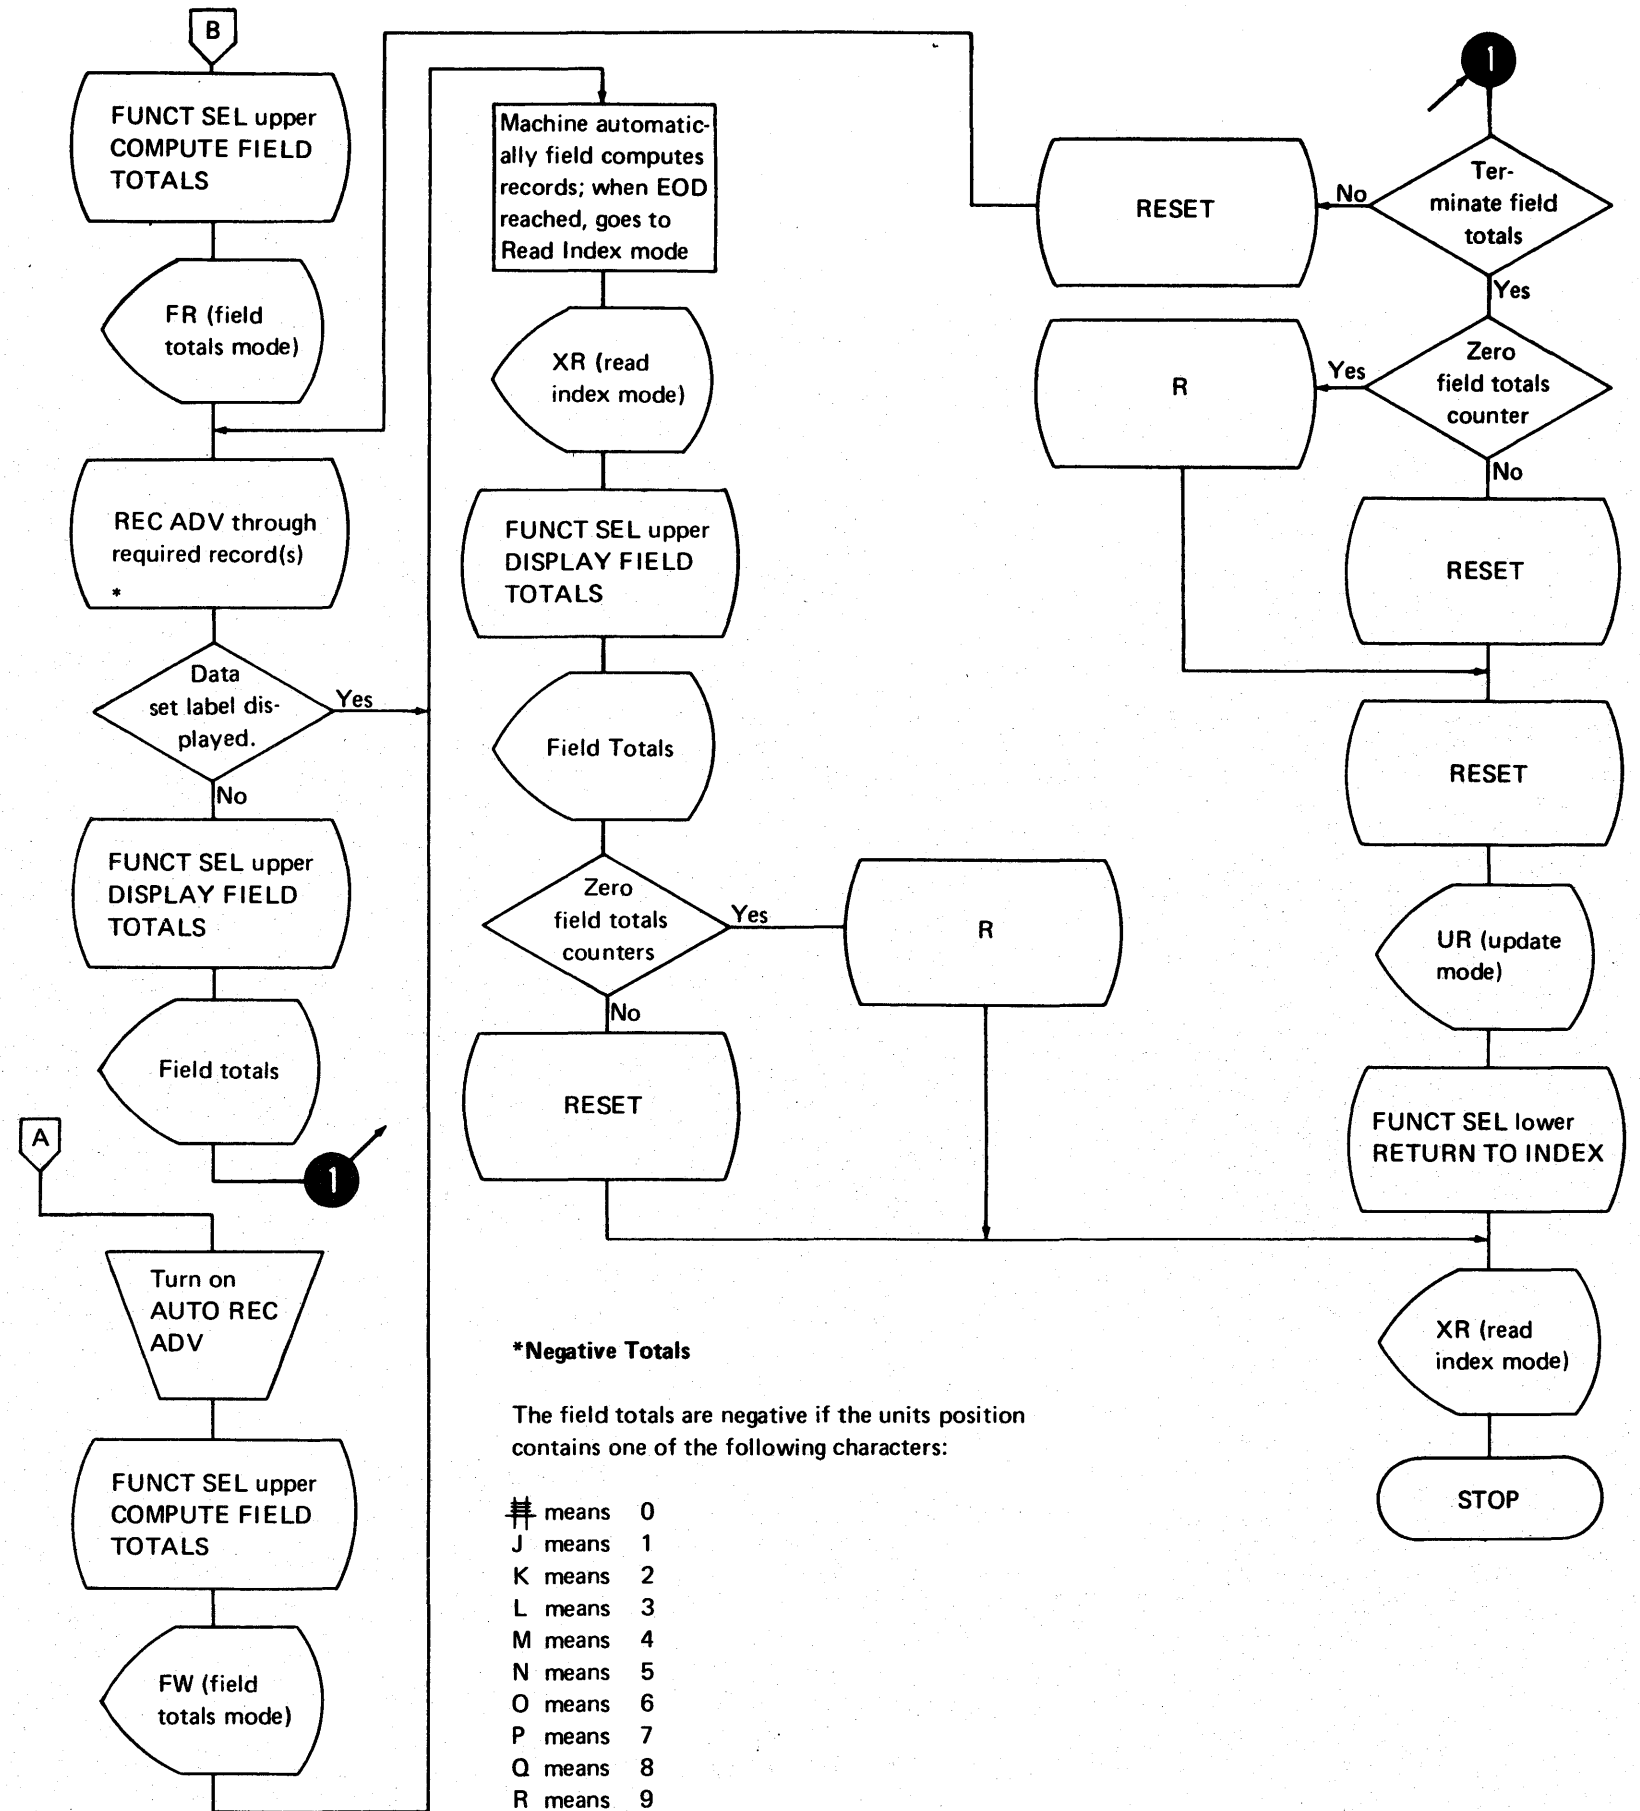 B
FUNCT SEL upper
COMPUTE FIELD
TOTALS
FR (field
totals mode)
REC ADV through
required record(s)
*
Data
set label dis-
played.
Yes
No
FUNCT SEL upper
DISPLAY FIELD
TOTALS
Field totals
1
A
Turn on
AUTO REC
ADV
FUNCT SEL upper
COMPUTE FIELD
TOTALS
FW (field
totals mode)
Machine automatic-
ally field computes
records; when EOD
reached, goes to
Read Index mode
XR (read
index mode)
FUNCT SEL upper
DISPLAY FIELD
TOTALS
Field Totals
Zero
field totals
counters
Yes
R
No
RESET
1
Ter-
minate field
totals
No
RESET
Yes
Zero
field totals
counter
Yes
R
No
RESET
RESET
UR (update
mode)
FUNCT SEL lower
RETURN TO INDEX
XR (read
index mode)
STOP
*Negative Totals
The field totals are negative if the units position
contains one of the following characters:
means 0
J means 1
K means 2
L means 3
M means 4
N means 5
O means 6
P means 7
Q means 8
R means 9